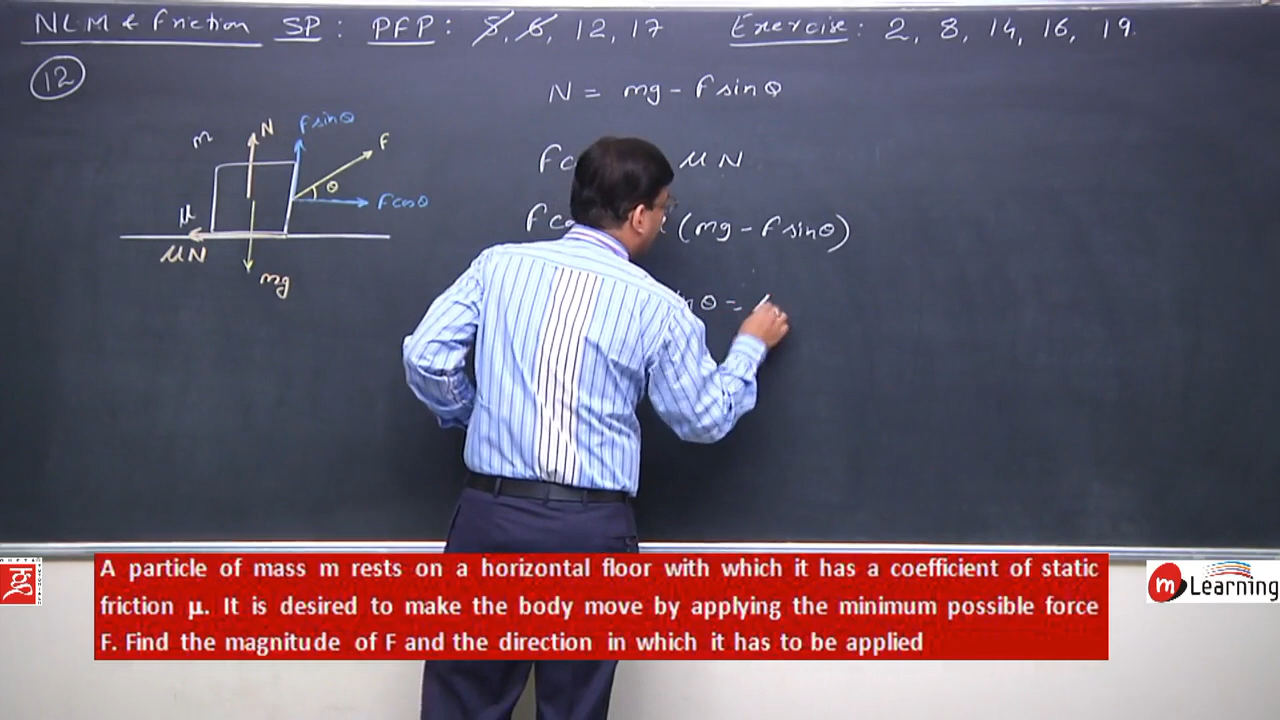 NLM & Friction SP : PFP : 5, 6, 12, 17 Exercise : 2, 8, 14, 16, 19.
12
N = mg - F sin θ
F sin θ
N
F
m
F cos θ
μ
μN
mg
θ
μ N
(mg - F sin θ)
θ =
A particle of mass m rests on a horizontal floor with which it has a coefficient of static
friction μ. It is desired to make the body move by applying the minimum possible force
F. Find the magnitude of F and the direction in which it has to be applied
m Learning